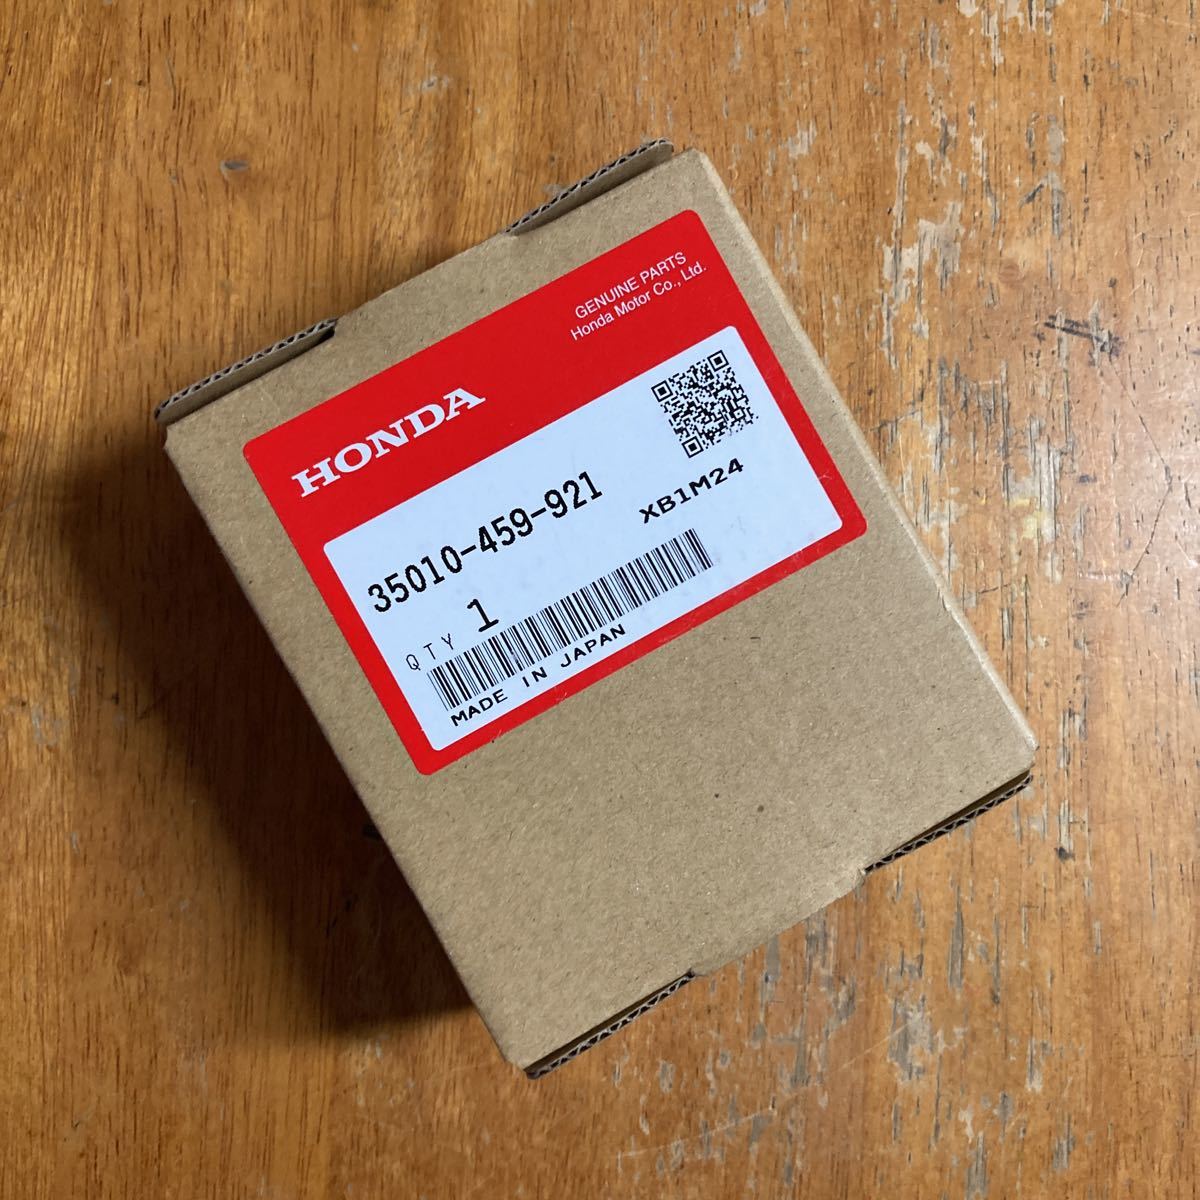 GENUINE PARTS
Honda Motor Co., Ltd.
HONDA
35010-459-921
XB1M24
QTY 1
MADE IN JAPAN